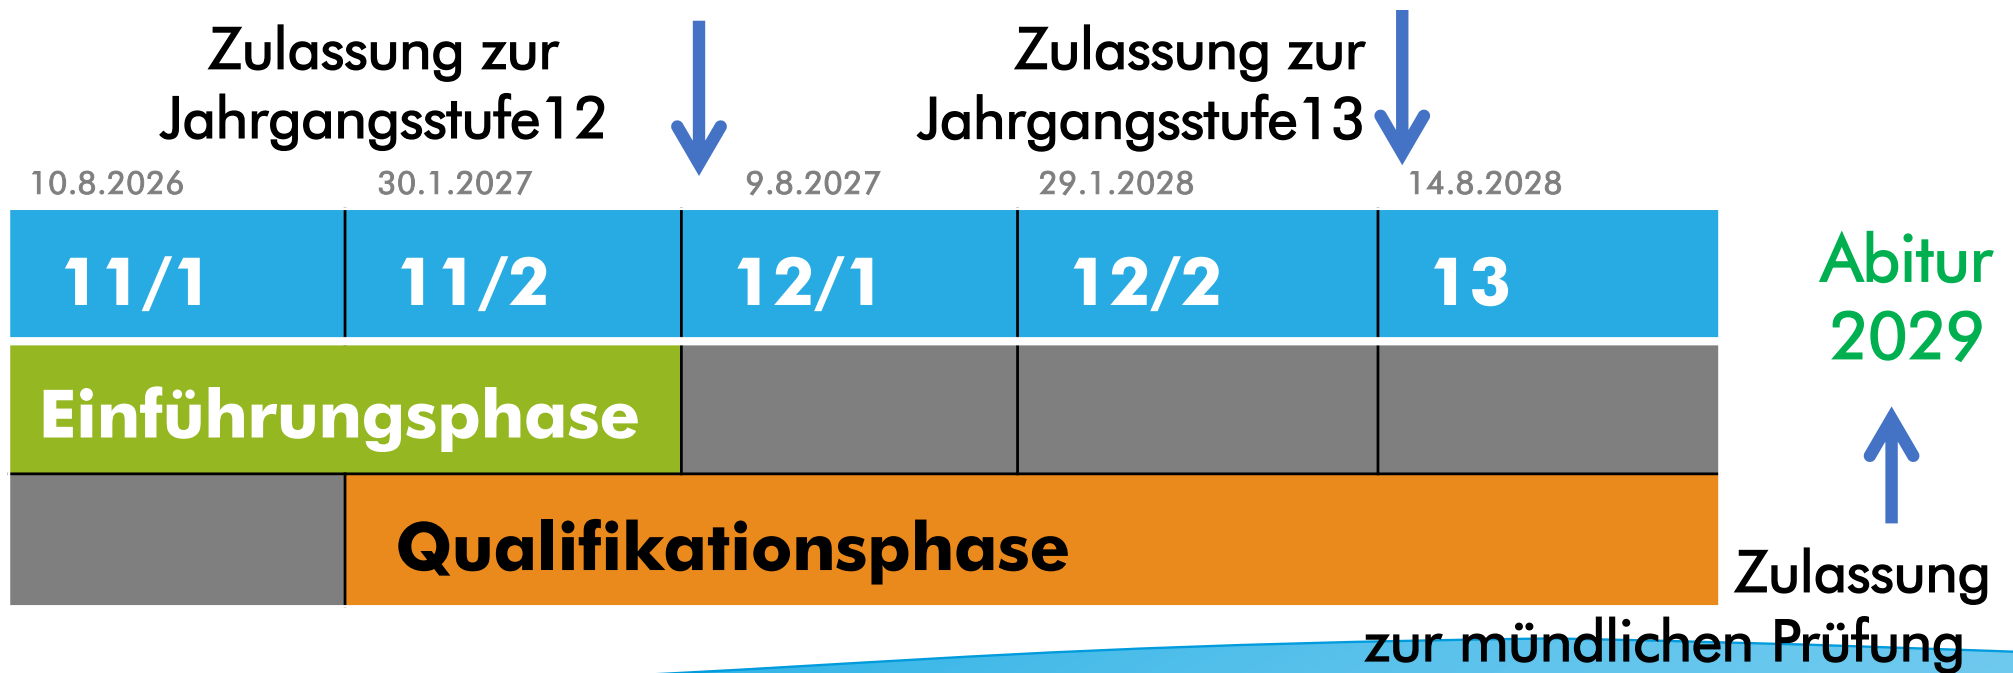 Zulassung zur
Jahrgangsstufe12
Zulassung zur
Jahrgangsstufe13
10.8.2026 30.1.2027 9.8.2027 29.1.2028 14.8.2028
11/1 11/2 12/1 12/2 13
Abitur
2029
Einführungsphase
Qualifikationsphase
Zulassung
zur mündlichen Prüfung